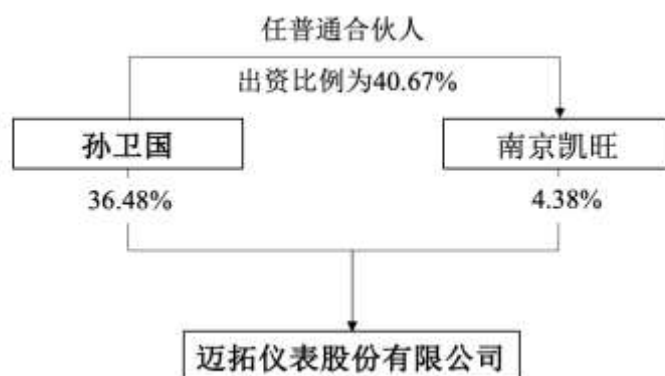 任普通合伙人
出资比例为40.67%
孙卫国
南京凯旺
36.48%
4.38%
迈拓仪表股份有限公司